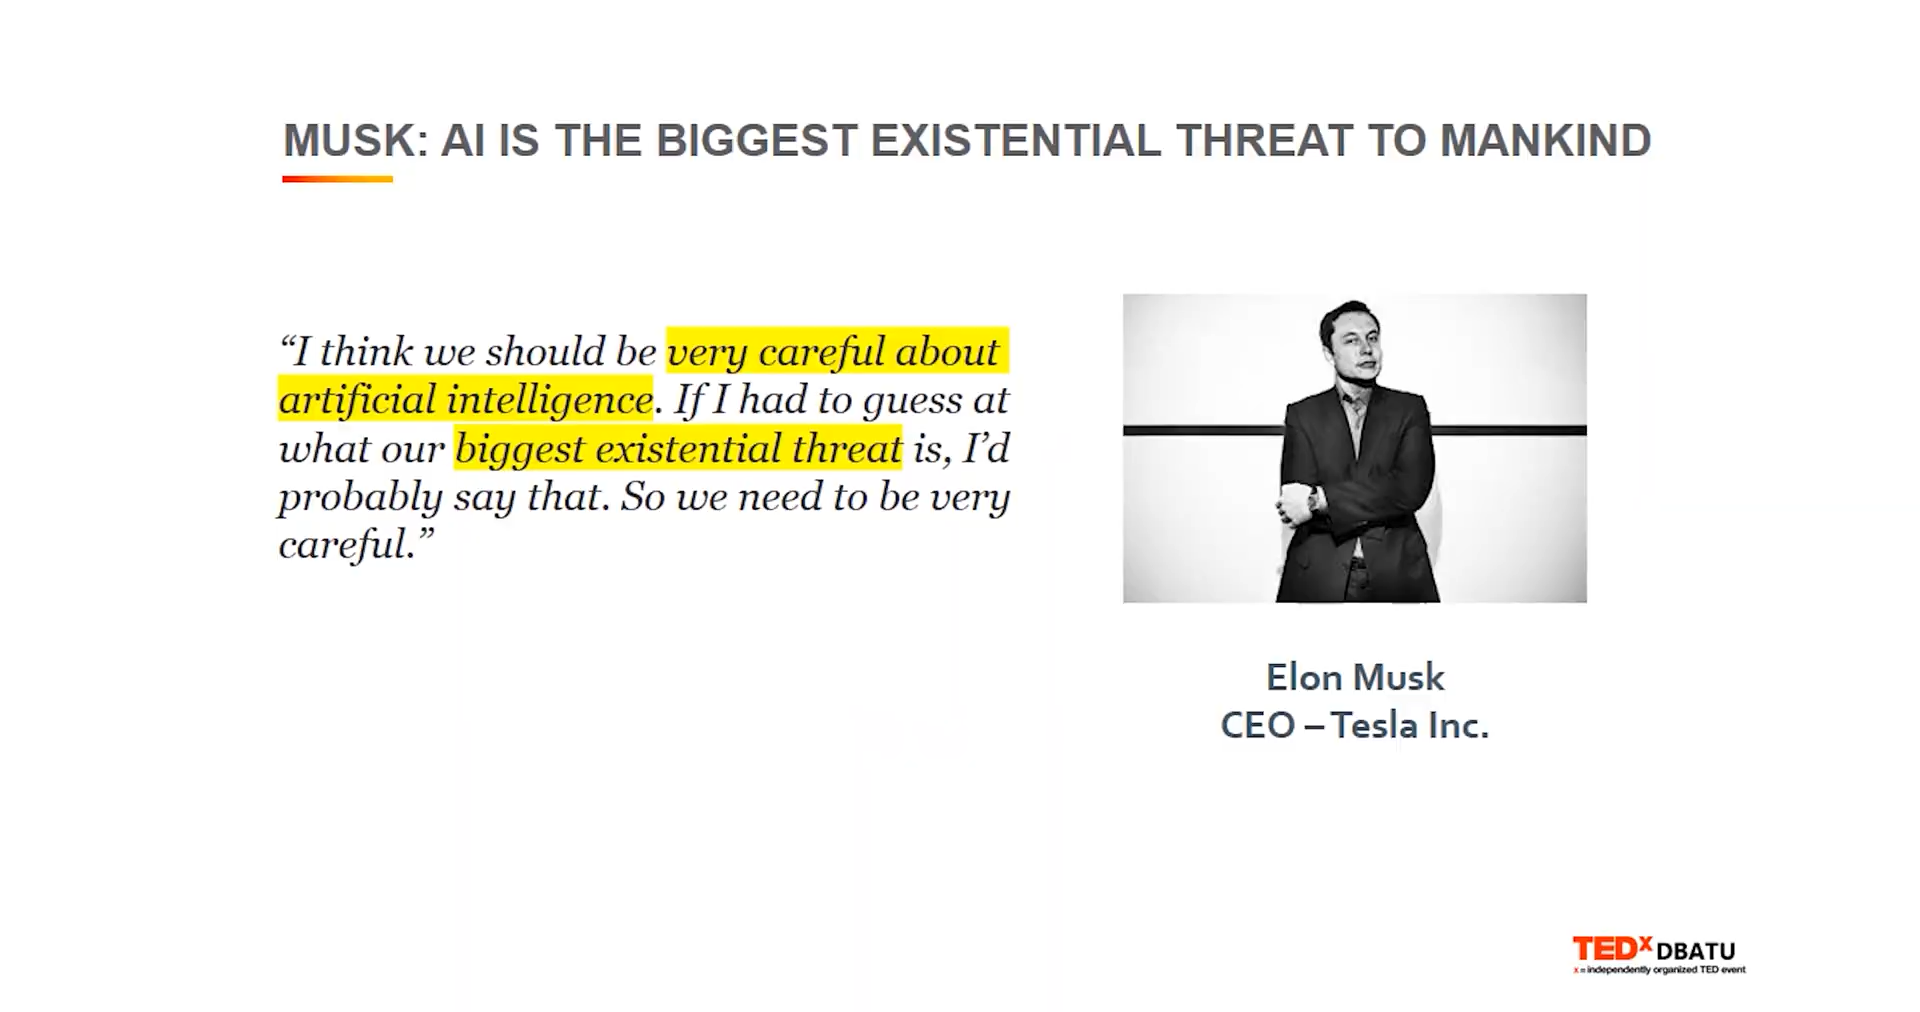 MUSK: AI IS THE BIGGEST EXISTENTIAL THREAT TO MANKIND
“I think we should be very careful about
artificial intelligence. If I had to guess at
what our biggest existential threat is, I’d
probably say that. So we need to be very
careful.”
Elon Musk
CEO – Tesla Inc.
TEDx DBATU
x = independently organized TED event